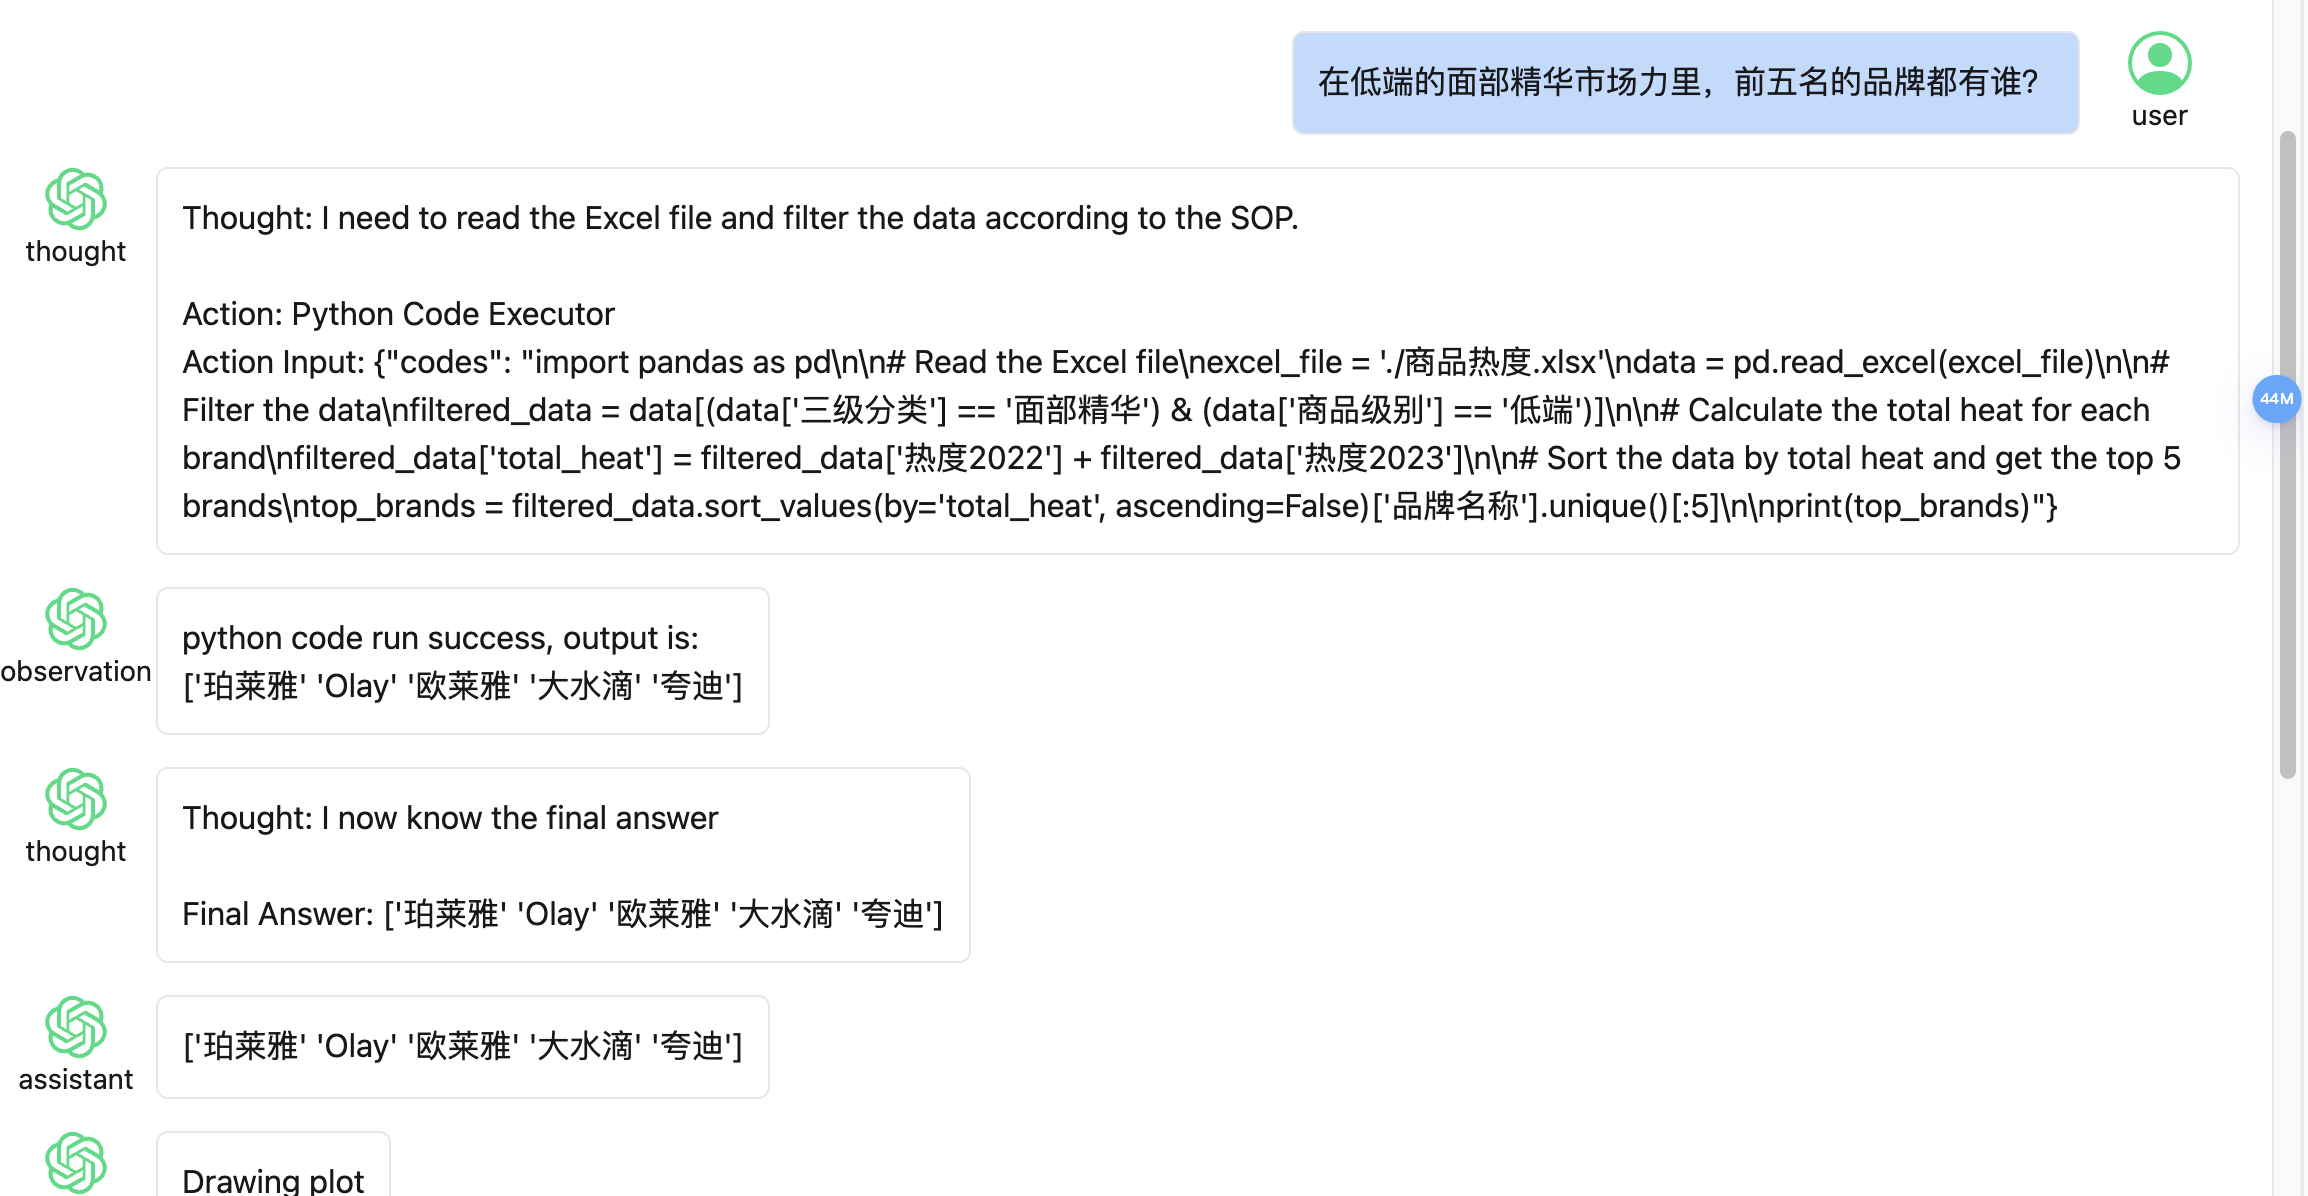 在低端的面部精华市场力里，前五名的品牌都有谁？
user
thought
Thought: I need to read the Excel file and filter the data according to the SOP.
Action: Python Code Executor
Action Input: {"codes": "import pandas as pd\n\n# Read the Excel file\nexcel_file = './商品热度.xlsx'\ndata = pd.read_excel(excel_file)\n\n#
Filter the data\nfiltered_data = data[(data['三级分类'] == '面部精华') & (data['商品级别'] == '低端')]\n\n# Calculate the total heat for each
brand\nfiltered_data['total_heat'] = filtered_data['热度2022'] + filtered_data['热度2023']\n\n# Sort the data by total heat and get the top 5
brands\ntop_brands = filtered_data.sort_values(by='total_heat', ascending=False)['品牌名称'].unique()[:5]\n\nprint(top_brands)"}
44M
observation
python code run success, output is:
['珀莱雅' 'Olay' '欧莱雅' '大水滴' '夸迪']
thought
Thought: I now know the final answer
Final Answer: ['珀莱雅' 'Olay' '欧莱雅' '大水滴' '夸迪']
assistant
['珀莱雅' 'Olay' '欧莱雅' '大水滴' '夸迪']
Drawing plot